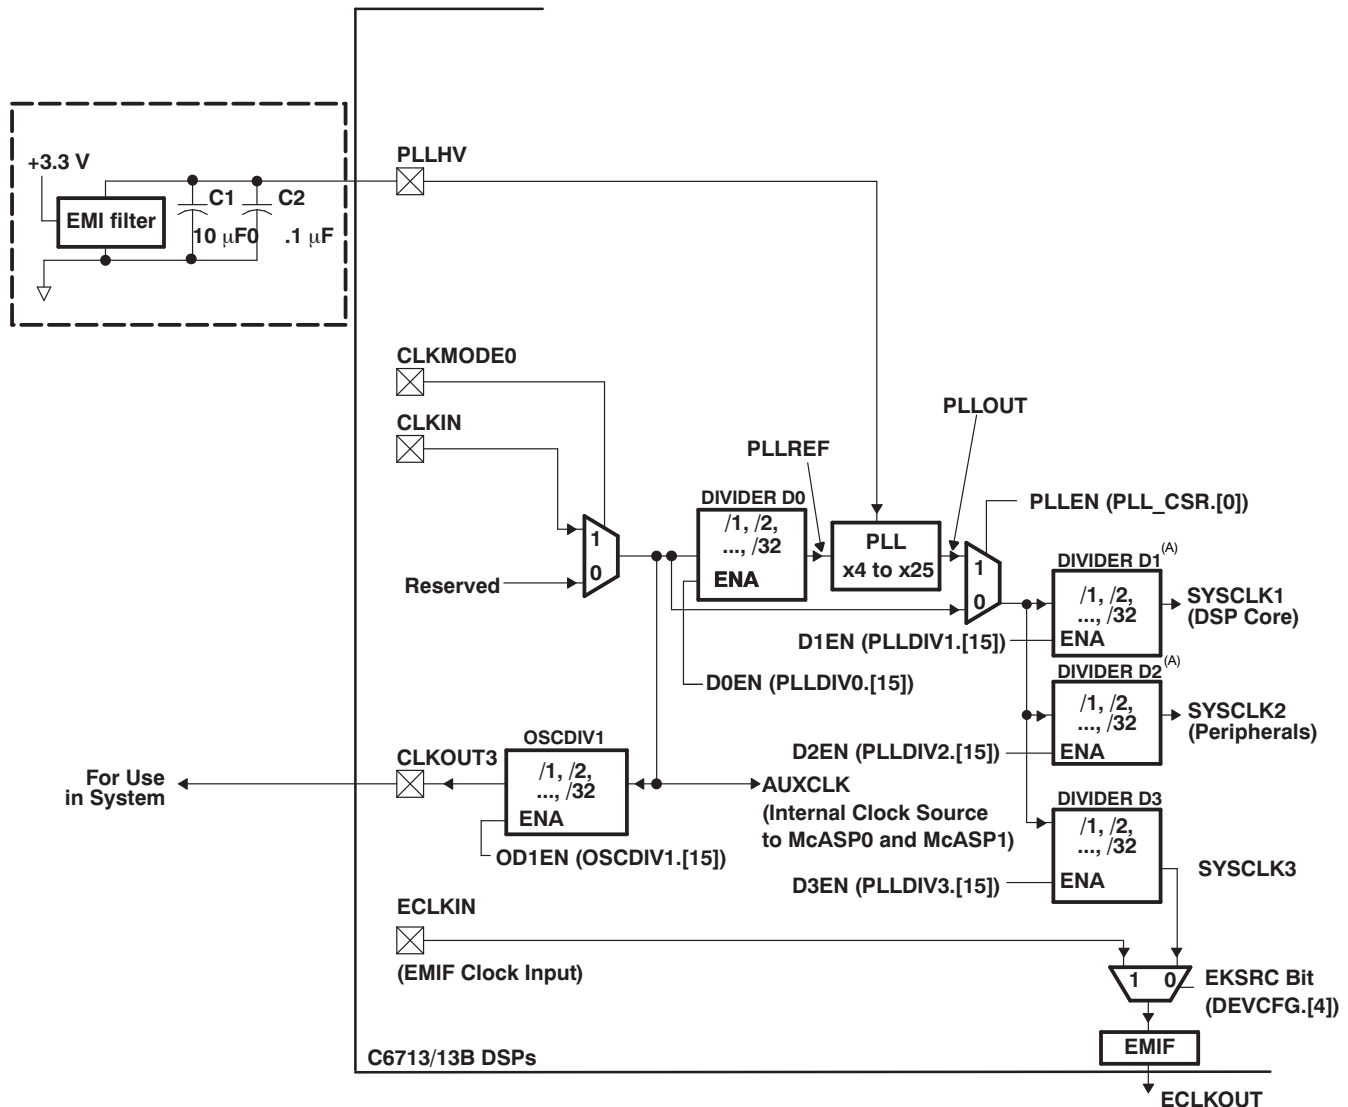 +3.3 V
EMI filter
C1
C2
10 μF0
.1 μF
PLLHV
CLKMODE0
CLKIN
Reserved
1
0
DIVIDER D0
/1, /2,
..., /32
ENA
D0EN (PLLDIV0.[15])
PLLREF
PLL
x4 to x25
PLLOUT
1
0
PLLEN (PLL_CSR.[0])
DIVIDER D1(A)
/1, /2,
..., /32
ENA
SYSCLK1
(DSP Core)
D1EN (PLLDIV1.[15])
DIVIDER D2(A)
/1, /2,
..., /32
ENA
SYSCLK2
(Peripherals)
D2EN (PLLDIV2.[15])
DIVIDER D3
/1, /2,
..., /32
ENA
SYSCLK3
D3EN (PLLDIV3.[15])
For Use
in System
CLKOUT3
OSCDIV1
/1, /2,
..., /32
ENA
OD1EN (OSCDIV1.[15])
AUXCLK
(Internal Clock Source
to McASP0 and McASP1)
ECLKIN
(EMIF Clock Input)
1 0
EKSRC Bit
(DEVCFG.[4])
EMIF
C6713/13B DSPs
ECLKOUT